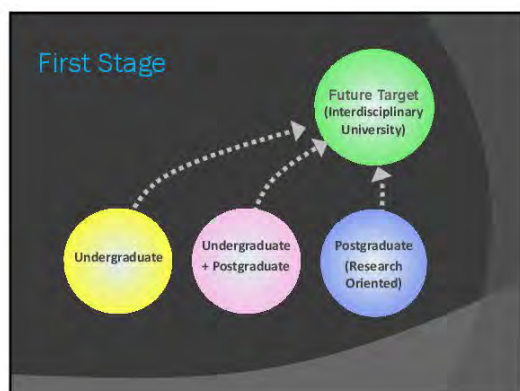 First Stage
Future Target
(Interdisciplinary
University)
Undergraduate
Undergraduate
+ Postgraduate
Postgraduate
(Research
Oriented)